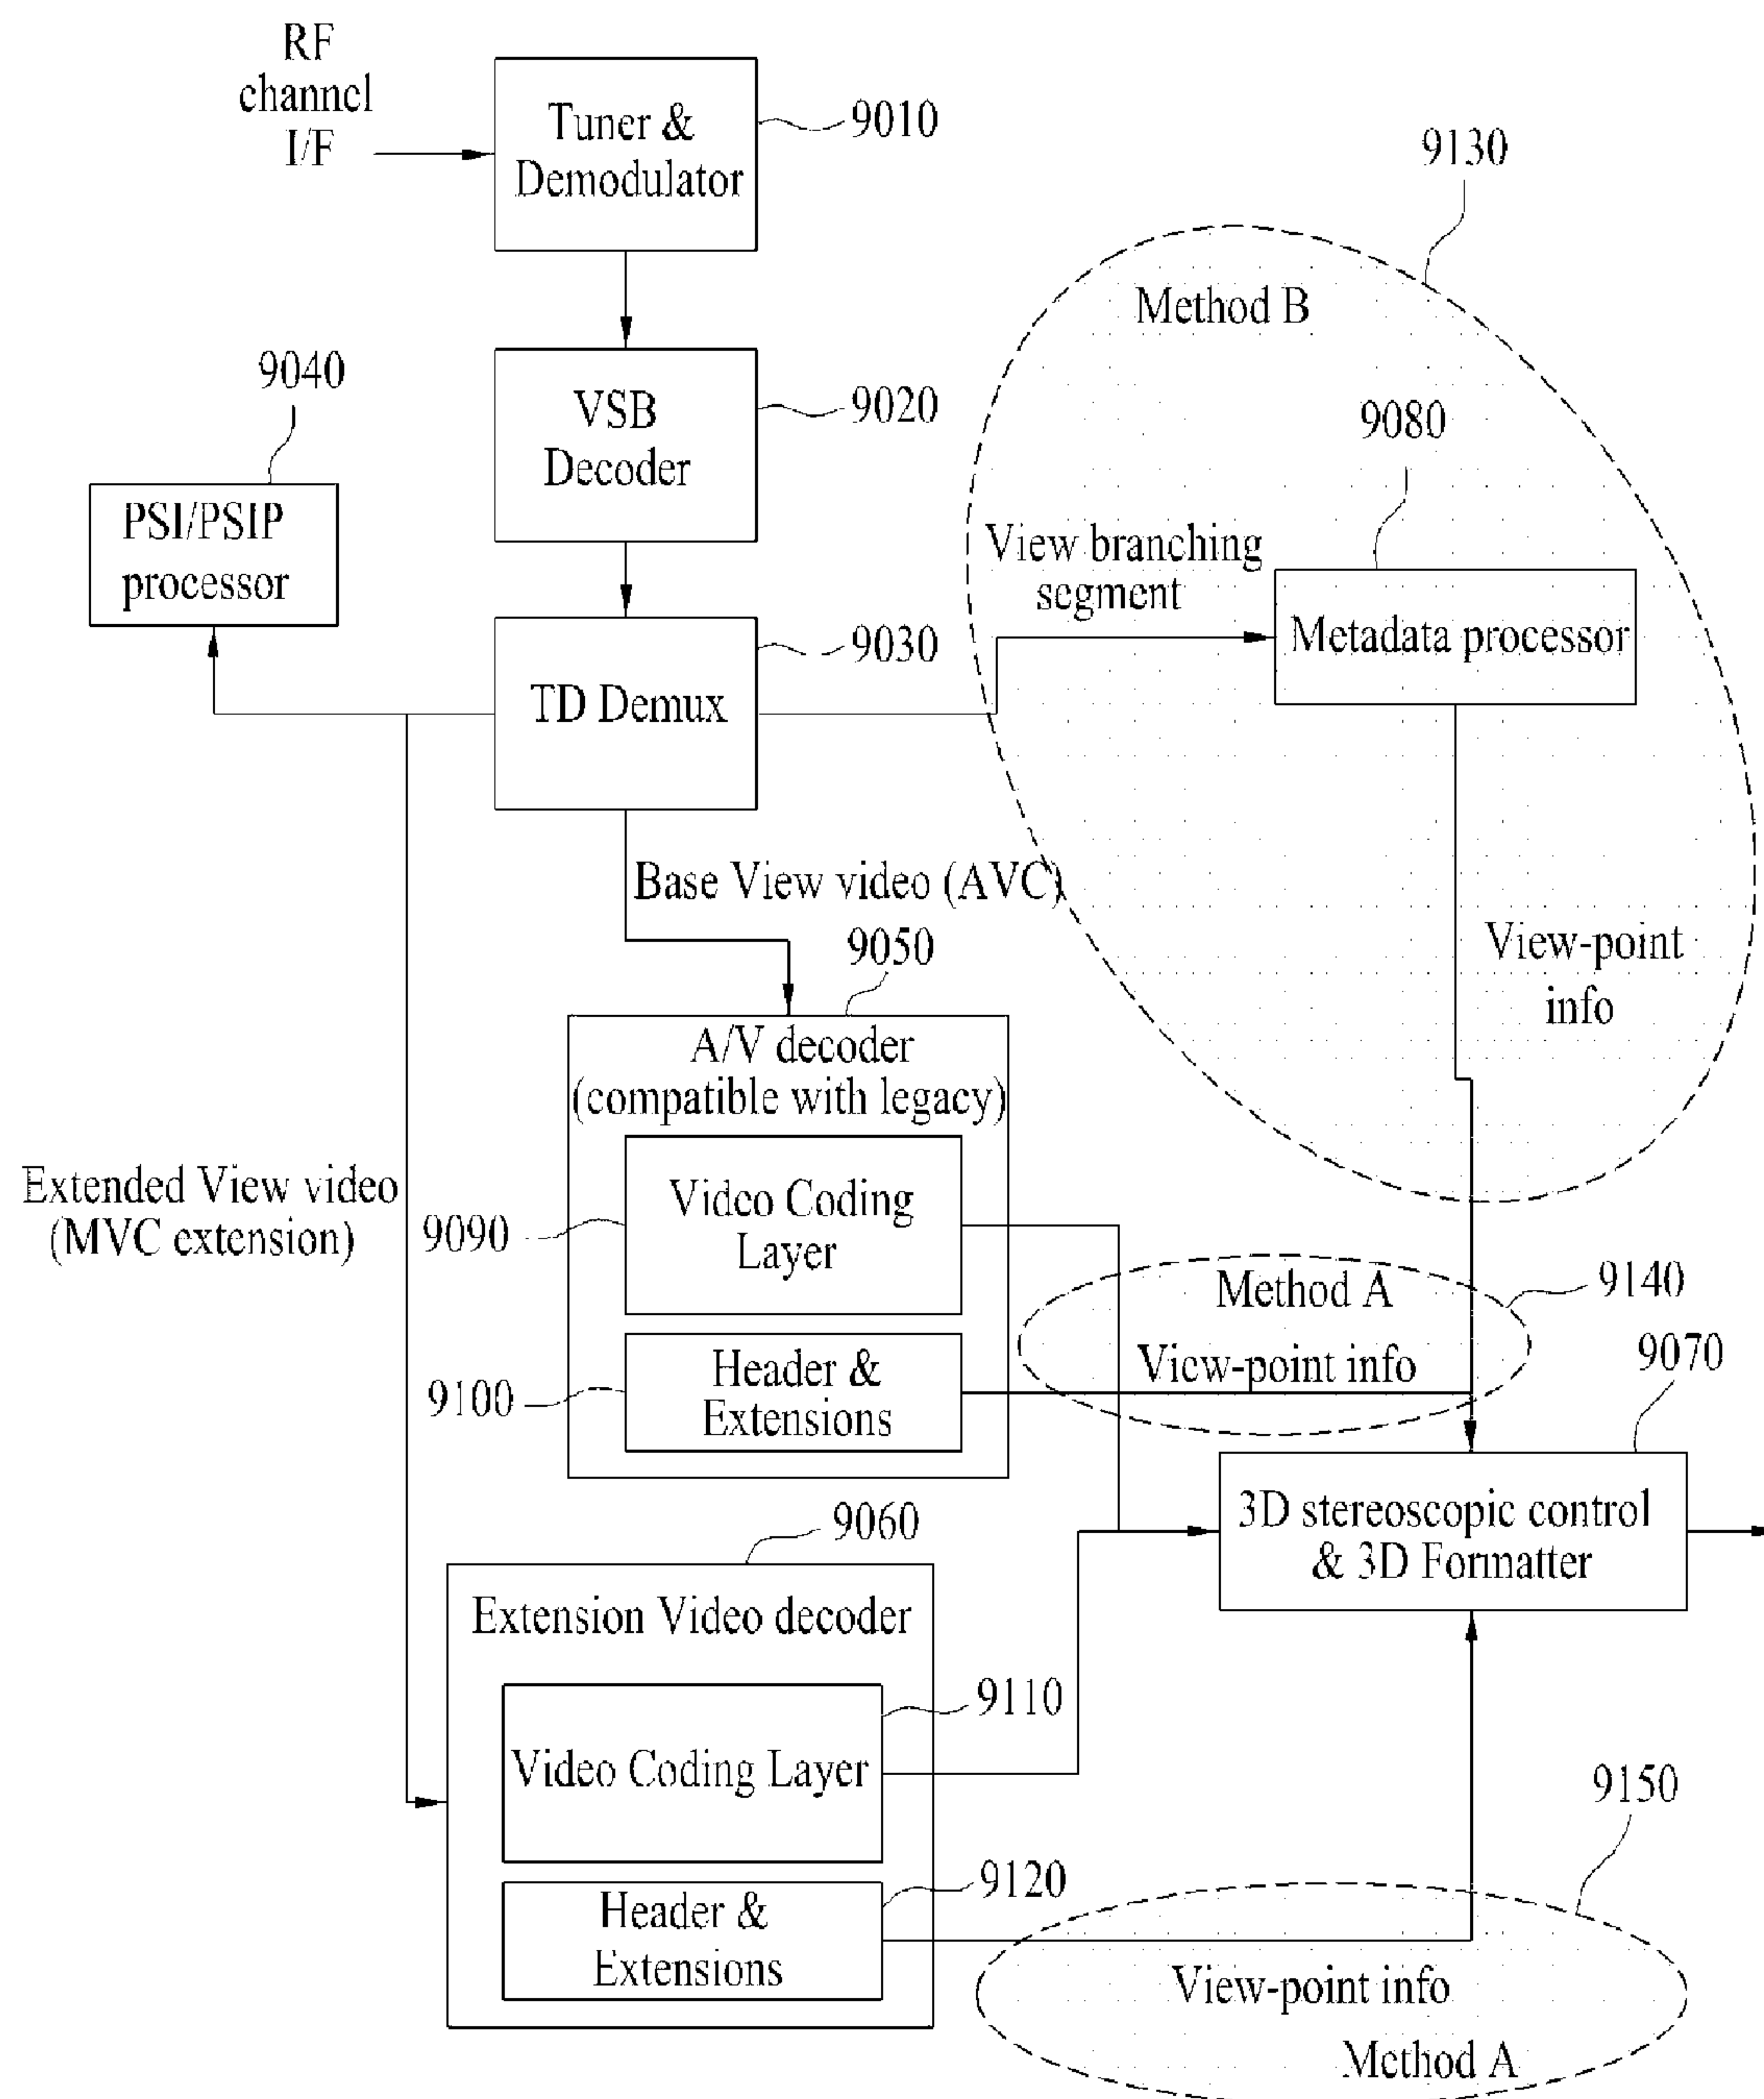 RF
channel
I/F
Tuner &
Demodulator
9010
9130
Method B
9040
VSB
Decoder
9020
9080
PSI/PSIP
processor
View branching
segment
Metadata processor
9030
TD Demux
Base View video (AVC)
9050
View-point
info
A/V decoder
(compatible with legacy)
Extended View video
(MVC extension)
Video Coding
Layer
9090
Method A
9140
View-point info
9070
Header &
Extensions
9100
3D stereoscopic control
& 3D Formatter
9060
Extension Video decoder
9110
Video Coding Layer
9150
9120
Header &
Extensions
View-point info
Method A